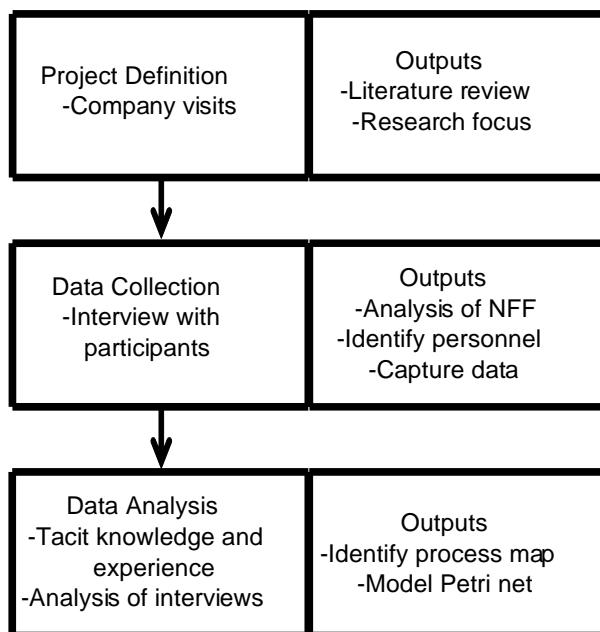 Project Definition
-Company visits
Outputs
-Literature review
-Research focus
Data Collection
-Interview with
participants
Outputs
-Analysis of NFF
-Identify personnel
-Capture data
Data Analysis
-Tacit knowledge and
experience
-Analysis of interviews
Outputs
-Identify process map
-Model Petri net